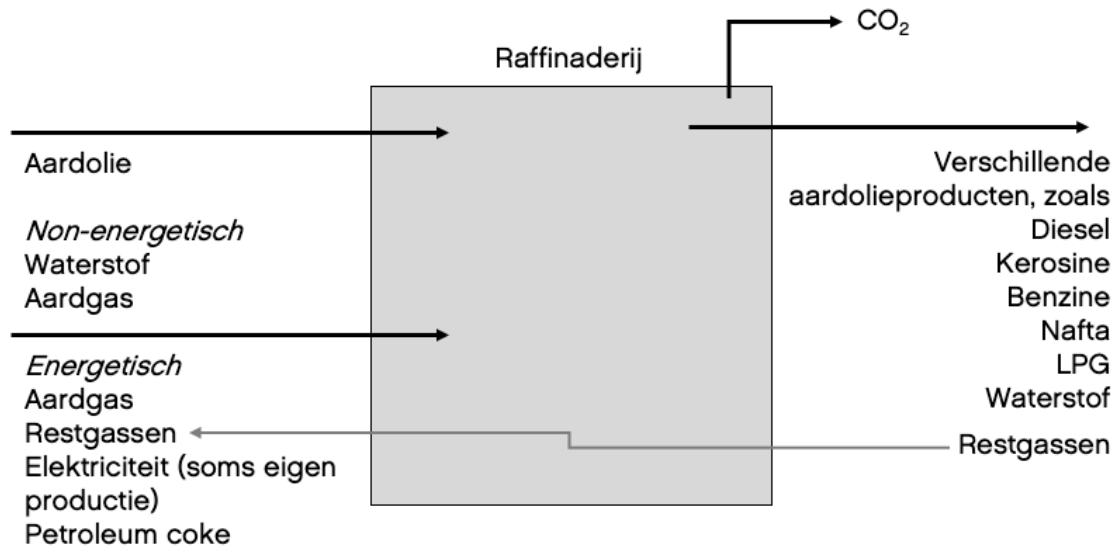 CO₂
Raffinaderij
Aardolie
Non-energetisch
Waterstof
Aardgas
Energetisch
Aardgas
Restgassen
Elektriciteit (soms eigen
productie)
Petroleum coke
Verschillende
aardolieproducten, zoals
Diesel
Kerosine
Benzine
Nafta
LPG
Waterstof
Restgassen